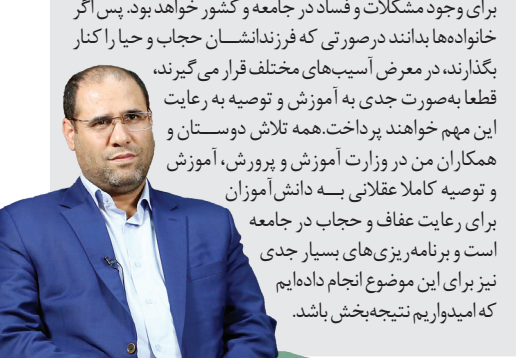 برای وجود مشکلات و فساد در جامعه و کشور خواهد بود. پس اگر
خانواده‌ها بدانند درصورتی که فرزندانشان حجاب و حیا را کنار
بگذارند، در معرض آسیب‌های مختلف قرار می‌گیرند،
قطعا به‌صورت جدی به آموزش و توصیه به رعایت
این مهم خواهند پرداخت.همه تلاش دوستان و
همکاران من در وزارت آموزش و پرورش، آموزش
و توصیه کاملا عقلانی به دانش‌آموزان
برای رعایت عفاف و حجاب در جامعه
است و برنامه‌ریزی‌های بسیار جدی
نیز برای این موضوع انجام داده‌ایم
که امیدواریم نتیجه‌بخش باشد.